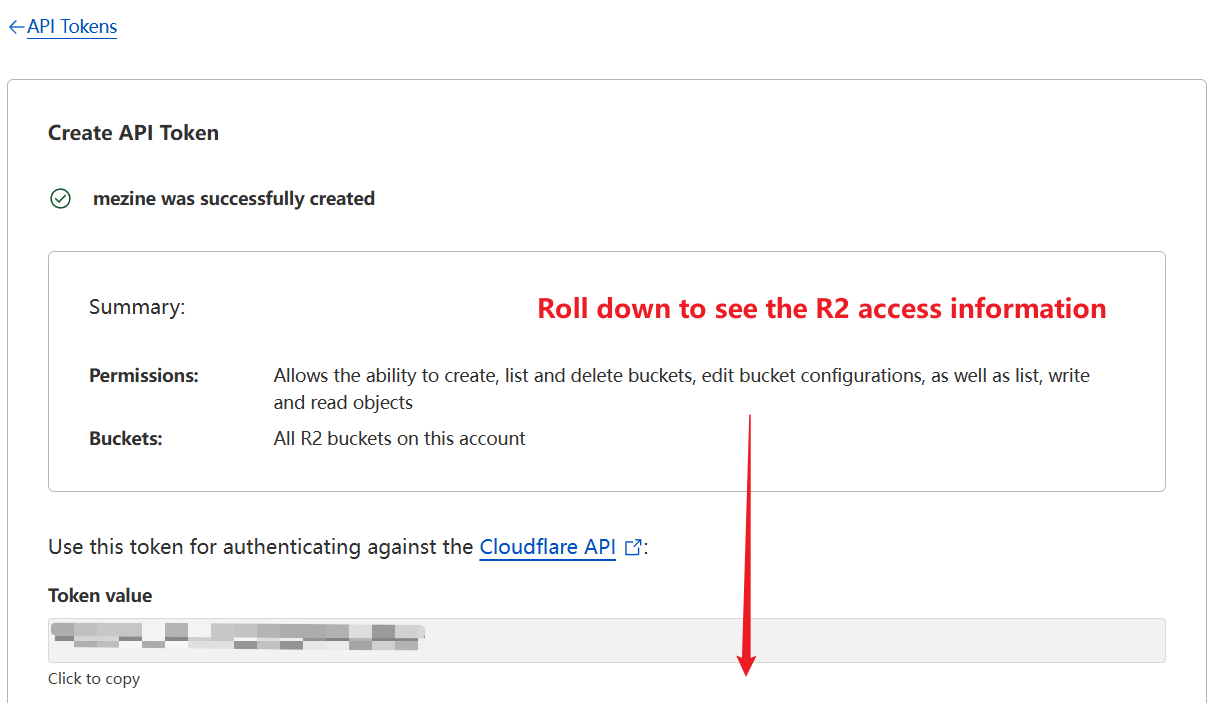 ←API Tokens
Create API Token
mezine was successfully created
Summary:
Roll down to see the R2 access information
Permissions:
Allows the ability to create, list and delete buckets, edit bucket configurations, as well as list, write
and read objects
Buckets:
All R2 buckets on this account
Use this token for authenticating against the Cloudflare API :
Token value
Click to copy